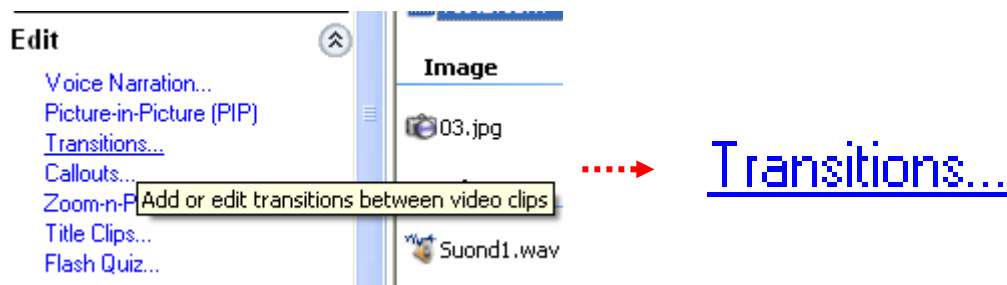 Edit
Voice Narration...
Picture-in-Picture (PIP)
Transitions...
Callouts...
Zoom-n-P
Add or edit transitions between video clips
Title Clips...
Flash Quiz...
Image
03.jpg
Suond1.wav
Transitions...